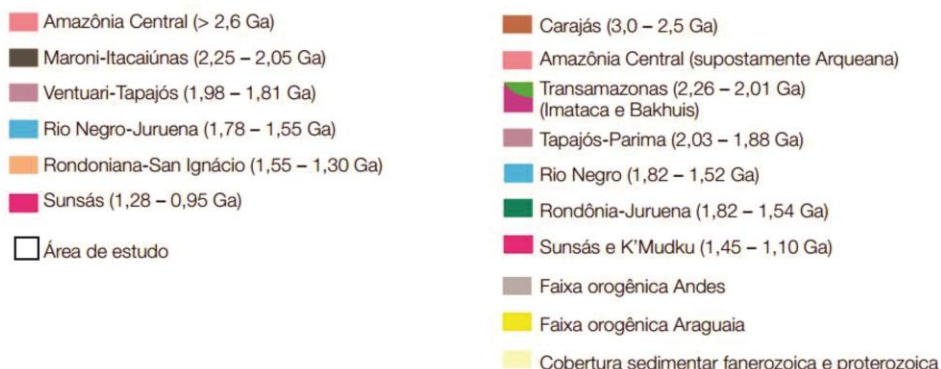 Amazônia Central (> 2,6 Ga)
Maroni-Itacaiúnas (2,25 – 2,05 Ga)
Ventuari-Tapajós (1,98 – 1,81 Ga)
Rio Negro-Juruena (1,78 – 1,55 Ga)
Rondoniana-San Ignácio (1,55 – 1,30 Ga)
Sunsás (1,28 – 0,95 Ga)
Área de estudo
Carajás (3,0 – 2,5 Ga)
Amazônia Central (supostamente Arqueana)
Transamazonas (2,26 – 2,01 Ga)
(Imataca e Bakhuis)
Tapajós-Parima (2,03 – 1,88 Ga)
Rio Negro (1,82 – 1,52 Ga)
Rondônia-Juruena (1,82 – 1,54 Ga)
Sunsás e K'Mudku (1,45 – 1,10 Ga)
Faixa orogênica Andes
Faixa orogênica Araguaia
Cobertura sedimentar fanerozoica e proterozoica